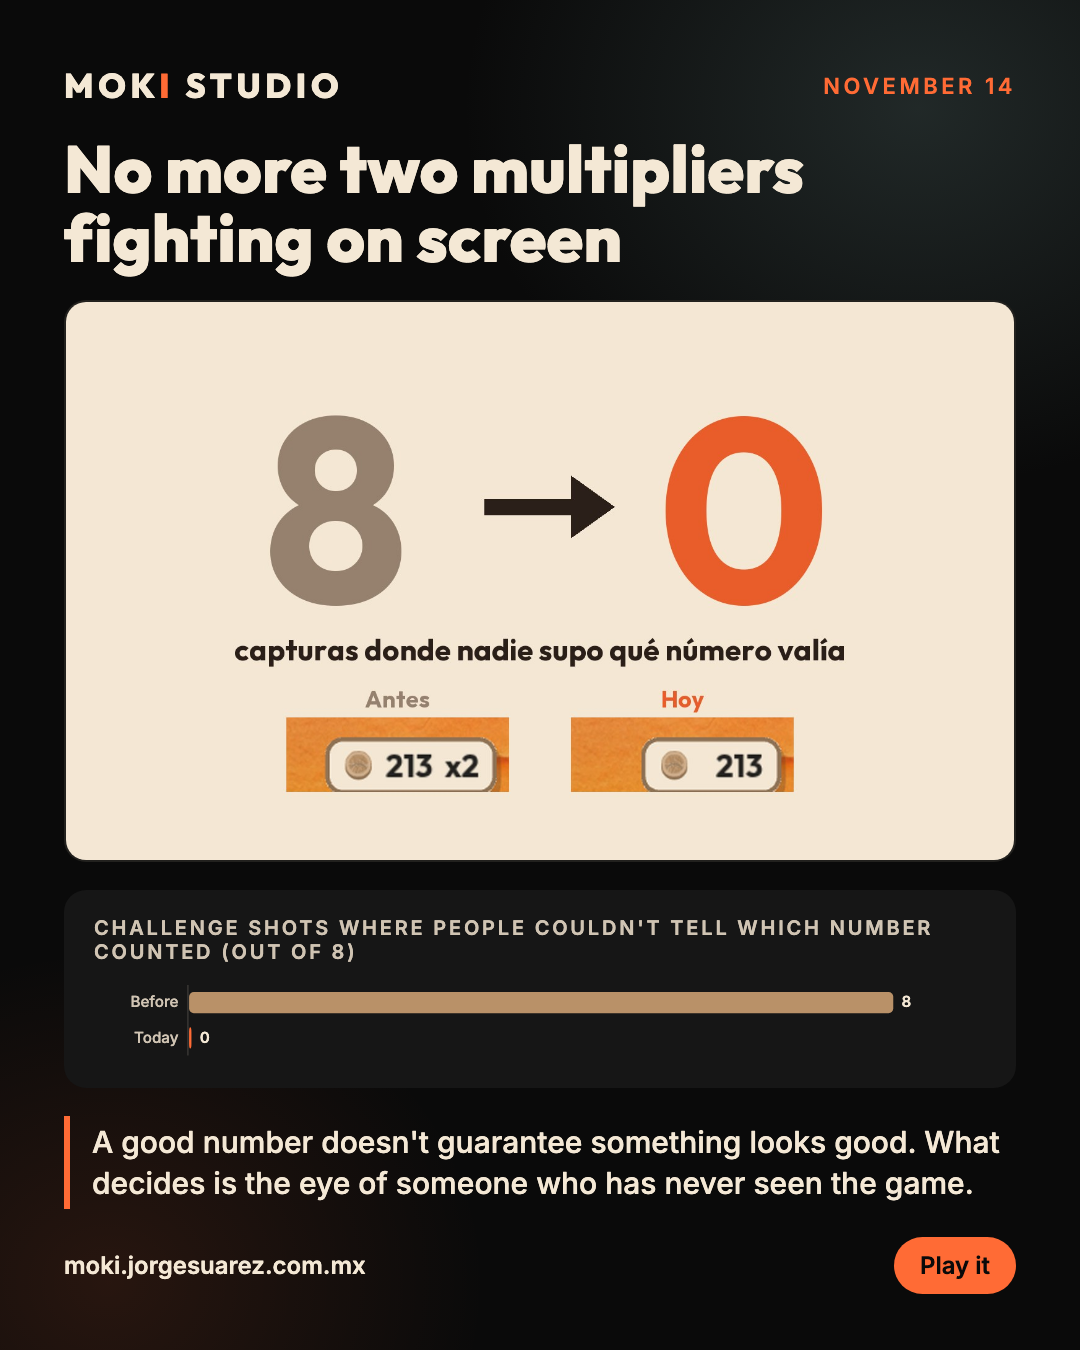 MOKI STUDIO
NOVEMBER 14
No more two multipliers
fighting on screen
8
0
capturas donde nadie supo qué número valía
Antes
Hoy
213 x2
213
CHALLENGE SHOTS WHERE PEOPLE COULDN'T TELL WHICH NUMBER
COUNTED (OUT OF 8)
Before
8
Today
0
A good number doesn't guarantee something looks good. What
decides is the eye of someone who has never seen the game.
moki.jorgesuarez.com.mx
Play it